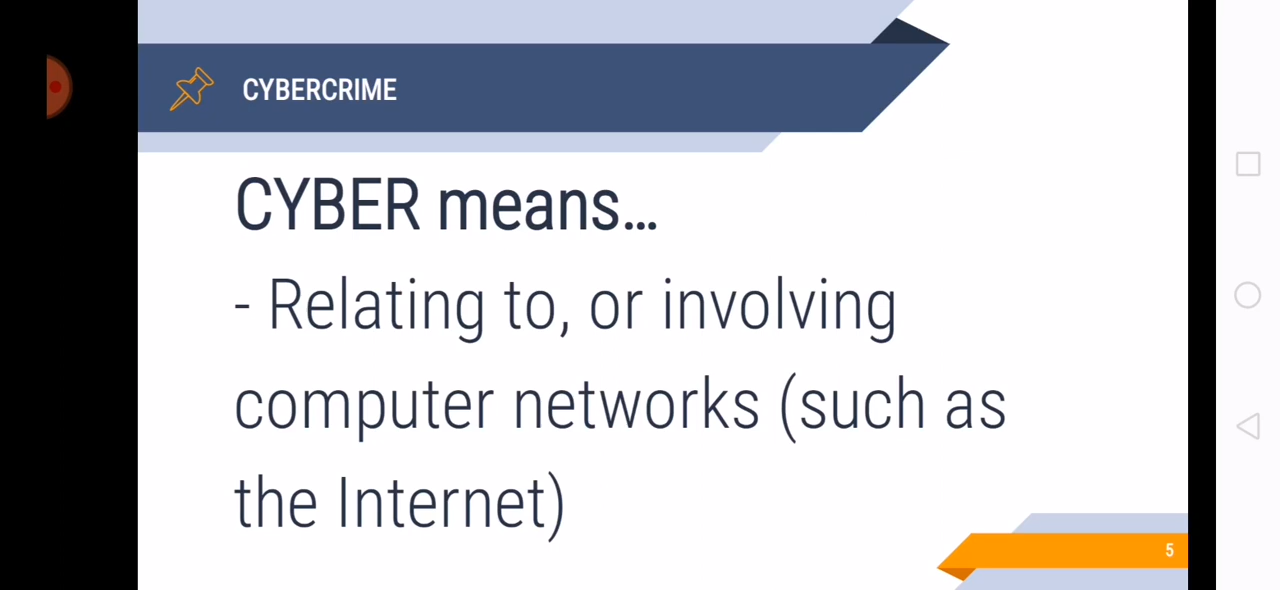 CYBERCRIME
CYBER means…
- Relating to, or involving
computer networks (such as
the Internet)
5